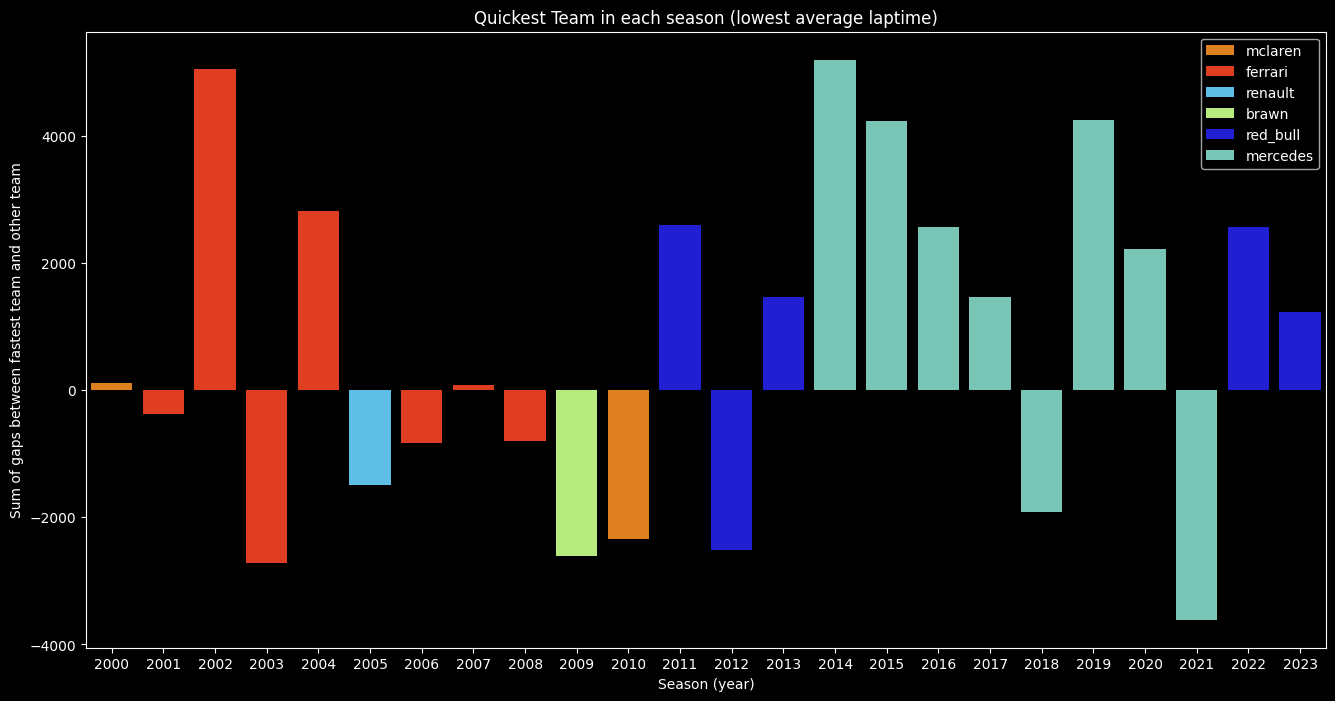 Quickest Team in each season (lowest average laptime)
mclaren
ferrari
renault
brawn
red_bull
mercedes
Sum of gaps between fastest team and other team
4000
2000
0
−2000
−4000
2000 2001 2002 2003 2004 2005 2006 2007 2008 2009 2010 2011 2012 2013 2014 2015 2016 2017 2018 2019 2020 2021 2022 2023
Season (year)